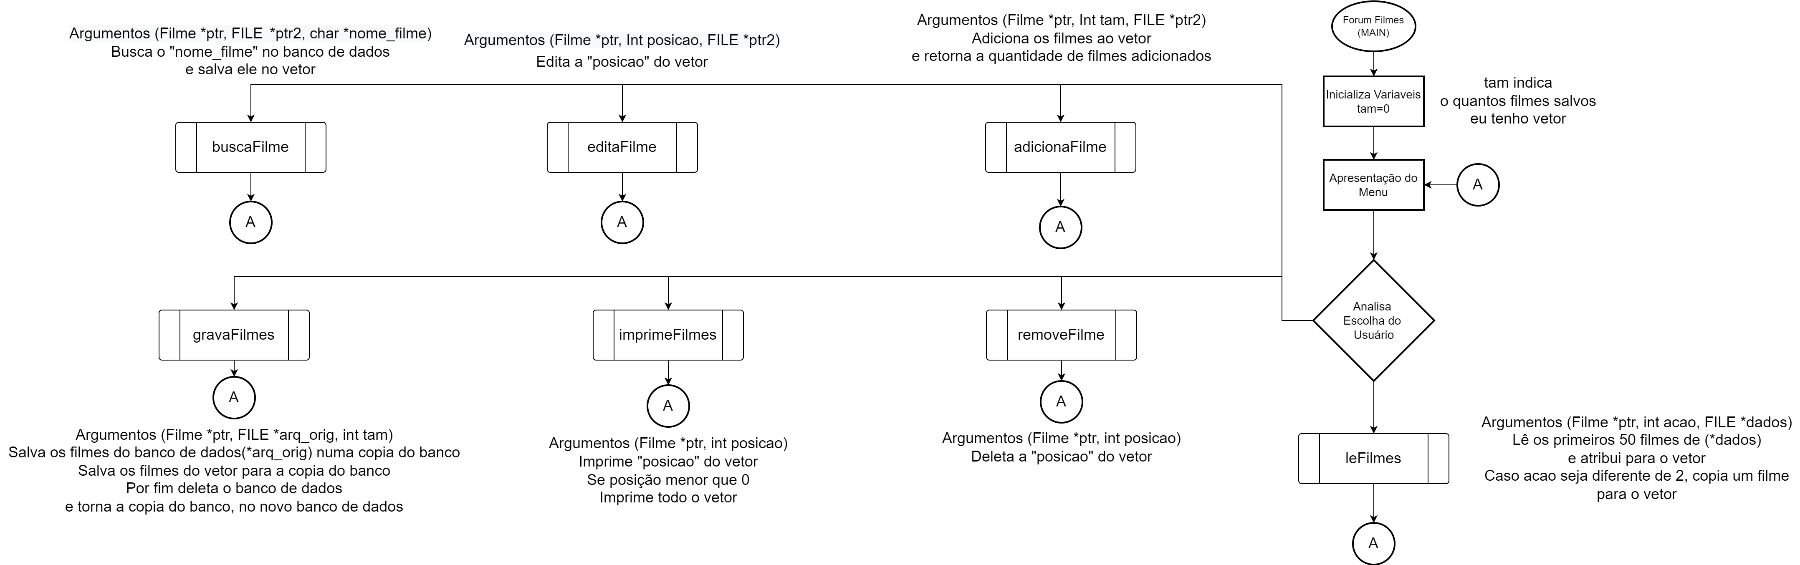 Argumentos (Filme *ptr, FILE *ptr2, char *nome_filme)
Busca o "nome_filme" no banco de dados
e salva ele no vetor
Argumentos (Filme *ptr, Int posicao, FILE *ptr2)
Edita a "posicao" do vetor
Argumentos (Filme *ptr, Int tam, FILE *ptr2)
Adiciona os filmes ao vetor
e retorna a quantidade de filmes adicionados
Forum Filmes
(MAIN)
Inicializa Variaveis
tam=0
tam indica
o quantos filmes salvos
eu tenho vetor
buscaFilme
editaFilme
adicionaFilme
Apresentação do
Menu
A
A
A
A
gravaFilmes
imprimeFilmes
removeFilme
Analisa
Escolha do
Usuário
A
A
A
Argumentos (Filme *ptr, FILE *arq_orig, int tam)
Salva os filmes do banco de dados(*arq_orig) numa copia do banco
Salva os filmes do vetor para a copia do banco
Por fim deleta o banco de dados
e torna a copia do banco, no novo banco de dados
Argumentos (Filme *ptr, int posicao)
Imprime "posicao" do vetor
Se posição menor que 0
Imprime todo o vetor
Argumentos (Filme *ptr, int posicao)
Deleta a "posicao" do vetor
leFilmes
Argumentos (Filme *ptr, int acao, FILE *dados)
Lê os primeiros 50 filmes de (*dados)
e atribui para o vetor
Caso acao seja diferente de 2, copia um filme
para o vetor
A